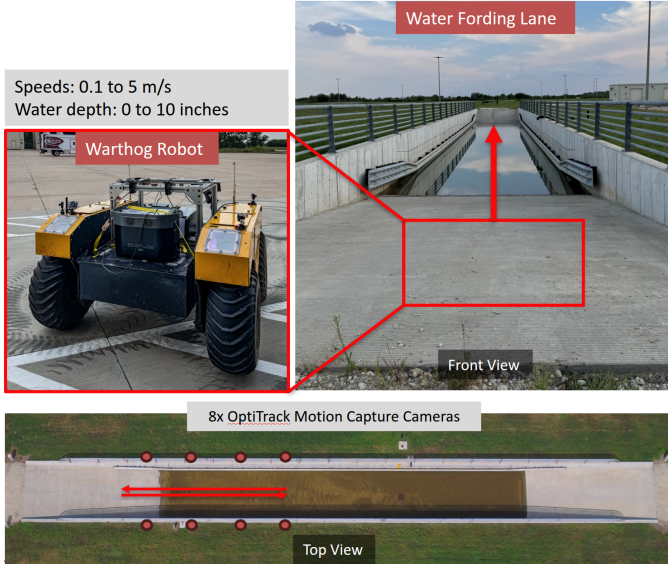 Water Fording Lane
Speeds: 0.1 to 5 m/s
Water depth: 0 to 10 inches
Warthog Robot
Front View
8x OptiTrack Motion Capture Cameras
Top View